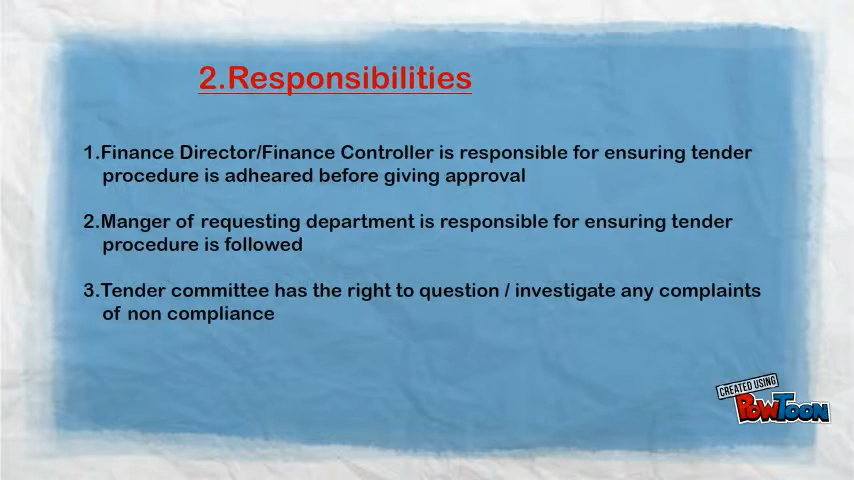 2.Responsibilities
1.Finance Director/Finance Controller is responsible for ensuring tender
procedure is adheared before giving approval
2.Manger of requesting department is responsible for ensuring tender
procedure is followed
3.Tender committee has the right to question / investigate any complaints
of non compliance
CREATED USING
POWTOON